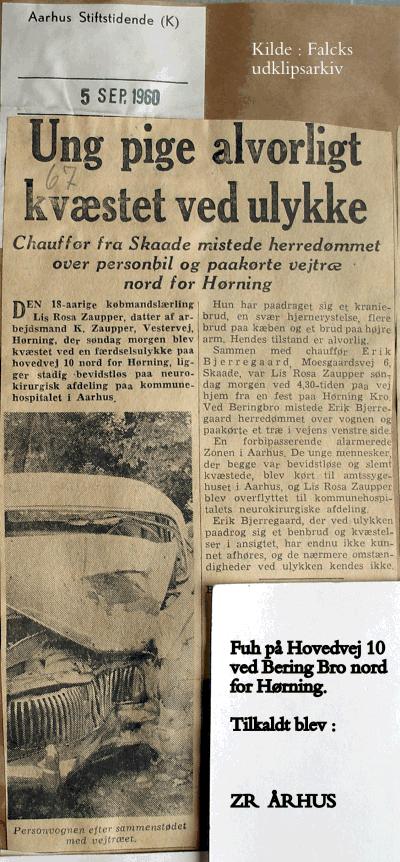 Aarhus Stiftstidende (K)
5 SEP. 1960
Kilde : Falcks
udklipsarkiv
Ung pige alvorligt
67
kvæstet ved ulykke
Chauffør fra Skaade mistede herredømmet
over personbil og paakørte vejtræ
nord for Hørning
DEN 18-aarige købmandslærling
Lis Rosa Zaupper, datter af ar-
bejdsmand K. Zaupper, Vestervej,
Hørning, der søndag morgen blev
kvæstet ved en færdselsulykke paa
hovedvej 10 nord for Hørning, lig-
ger stadig bevidstløs paa neuro-
kirurgisk afdeling paa kommune-
hospitalet i Aarhus.
Personvognen efter sammenstødet
med vejtræet.
Hun har paadraget sig et kranie-
brud, en svær hjernerystelse, flere
brud paa kæben og et brud paa højre
arm. Hendes tilstand er alvorlig.
Sammen med chauffør Erik
Bjerregaard, Moesgaardsvej 6,
Skaade, var Lis Rosa Zaupper søn-
dag morgen ved 4,30-tiden paa vej
hjem fra en fest paa Hørning Kro.
Ved Beringbro mistede Erik Bjerre-
gaard herredømmet over vognen og
paakørte et træ i vejens venstre side.
En forbipasserende alarmerede
Zonen i Aarhus. De unge mennesker,
der begge var bevidstløse og slemt
kvæstede, blev kørt til amtssyge-
huset i Aarhus, og Lis Rosa Zaupper
blev overflyttet til kommunehospi-
talets neurokirurgiske afdeling.
Erik Bjerregaard, der ved ulykken
paadrog sig et benbrud og kvæstel-
ser i ansigtet, har endnu ikke kun-
net afhøres, og de nærmere omstæn-
digheder ved ulykken kendes ikke.
Fuh på Hovedvej 10
ved Bering Bro nord
for Hørning.
Tilkaldt blev :
ZR ÅRHUS